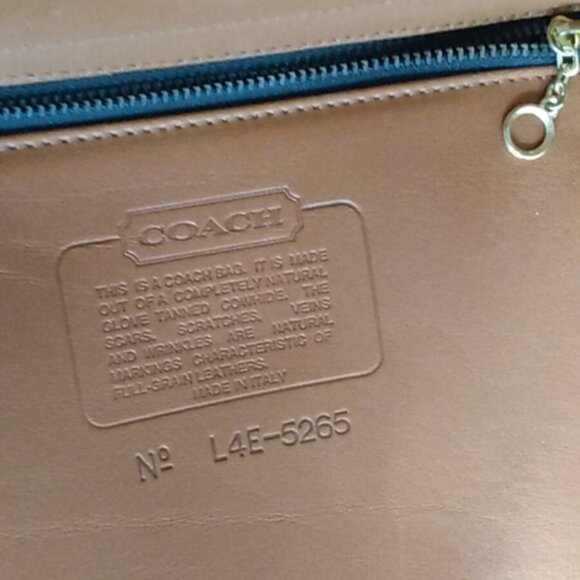 COACH
THIS IS A COACH BAG. IT IS MADE
OUT OF A COMPLETELY NATURAL
GLOVE TANNED COWHIDE. THE
SCARS, SCRATCHES, VEINS
AND WRINKLES ARE NATURAL
MARKINGS CHARACTERISTIC OF
FULL-GRAIN LEATHERS.
MADE IN ITALY
Nº L4E-5265